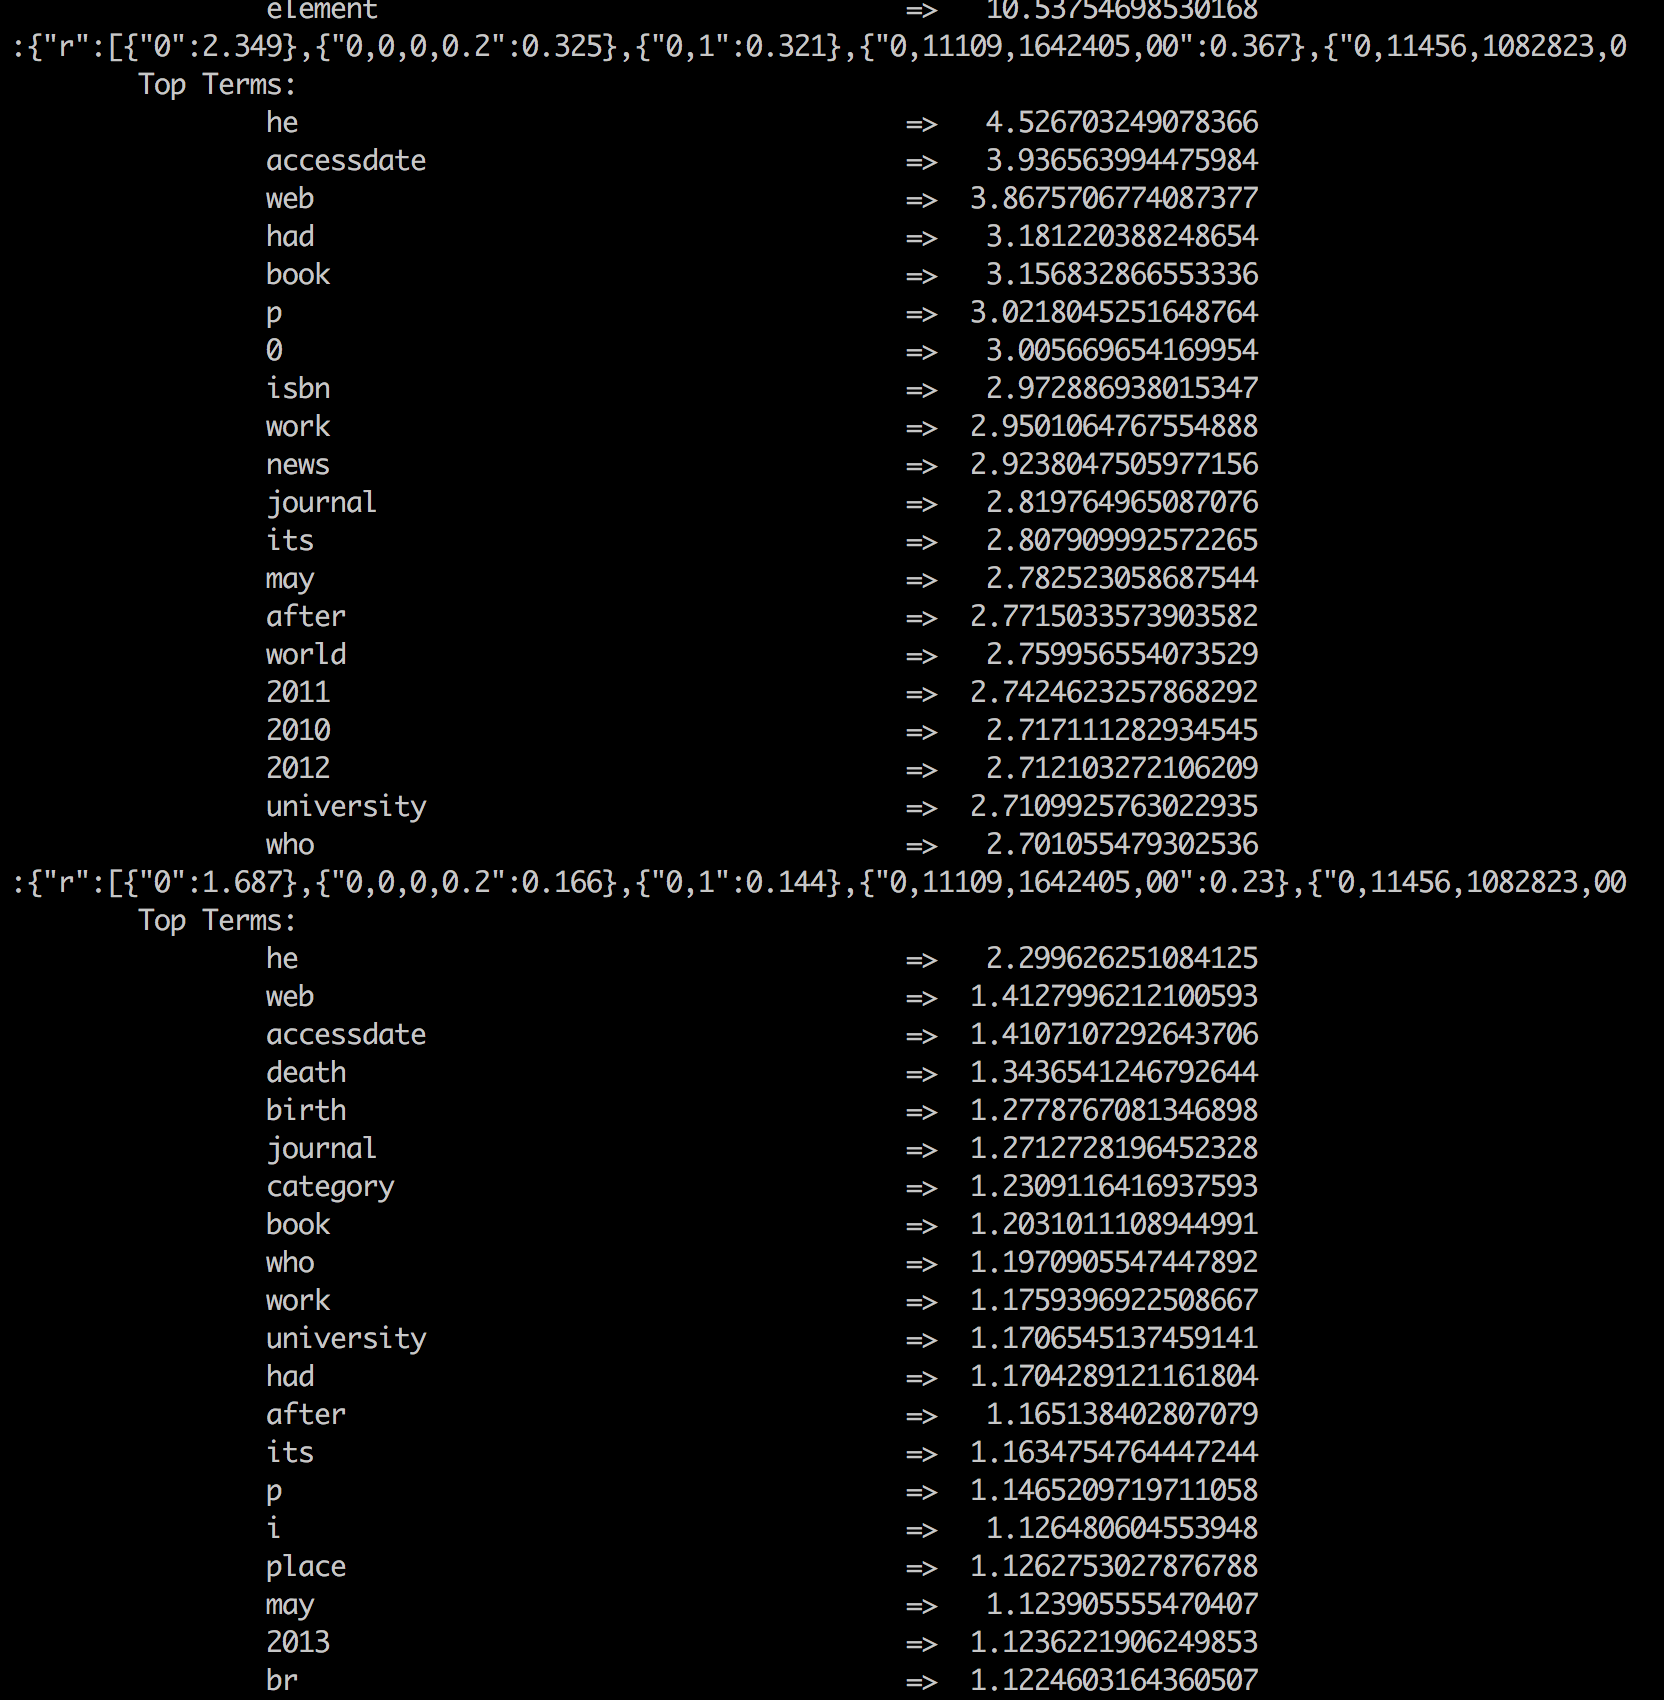 element => 10.53754698530168
:{"r":[{"0":2.349},{"0,0,0,0.2":0.325},{"0,1":0.321},{"0,11109,1642405,00":0.367},{"0,11456,1082823,0
Top Terms:
he => 4.526703249078366
accessdate => 3.936563994475984
web => 3.8675706774087377
had => 3.181220388248654
book => 3.156832866553336
p => 3.0218045251648764
0 => 3.005669654169954
isbn => 2.972886938015347
work => 2.9501064767554888
news => 2.9238047505977156
journal => 2.819764965087076
its => 2.807909992572265
may => 2.782523058687544
after => 2.7715033573903582
world => 2.759956554073529
2011 => 2.7424623257868292
2010 => 2.717111282934545
2012 => 2.712103272106209
university => 2.7109925763022935
who => 2.701055479302536
:{"r":[{"0":1.687},{"0,0,0,0.2":0.166},{"0,1":0.144},{"0,11109,1642405,00":0.23},{"0,11456,1082823,00
Top Terms:
he => 2.299626251084125
web => 1.4127996212100593
accessdate => 1.4107107292643706
death => 1.3436541246792644
birth => 1.2778767081346898
journal => 1.2712728196452328
category => 1.2309116416937593
book => 1.2031011108944991
who => 1.1970905547447892
work => 1.1759396922508667
university => 1.1706545137459141
had => 1.1704289121161804
after => 1.165138402807079
its => 1.1634754764447244
p => 1.1465209719711058
i => 1.126480604553948
place => 1.1262753027876788
may => 1.123905555470407
2013 => 1.1236221906249853
br => 1.1224603164360507